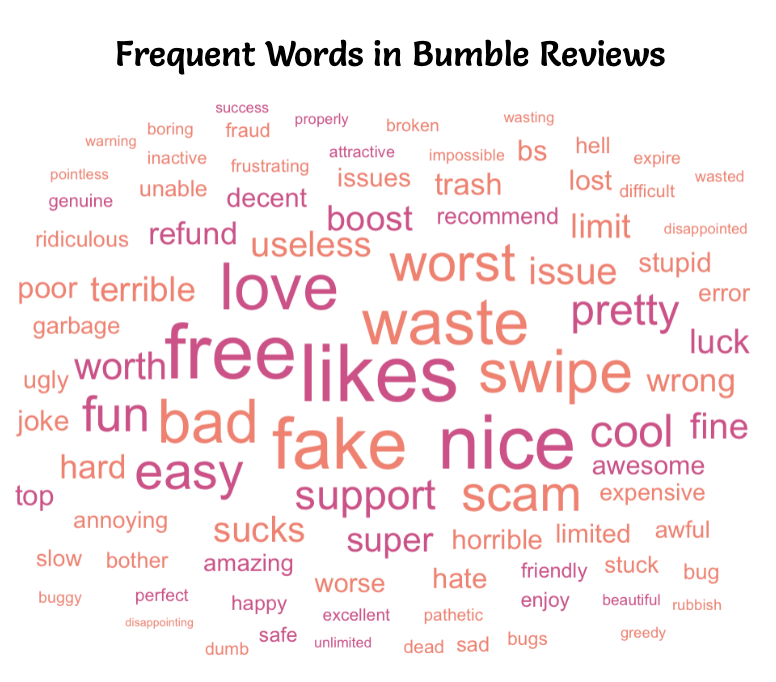 Frequent Words in Bumble Reviews
success
properly
wasting
boring
fraud
broken
warning
inactive
frustrating
attractive
impossible
bs
hell
expire
pointless
genuine
unable
decent
issues
trash
lost
difficult
wasted
ridiculous
refund
useless
boost
recommend
limit
disappointed
poor
terrible
love
worst
issue
stupid
error
garbage
waste
pretty
luck
ugly
worth
free
likes
swipe
wrong
joke
fun
bad
fake
nice
cool
fine
hard
easy
awesome
top
support
scam
expensive
annoying
sucks
super
horrible
limited
awful
slow
bother
amazing
worse
hate
friendly
stuck
bug
buggy
perfect
happy
excellent
pathetic
enjoy
beautiful
rubbish
disappointing
dumb
safe
unlimited
dead
sad
bugs
greedy